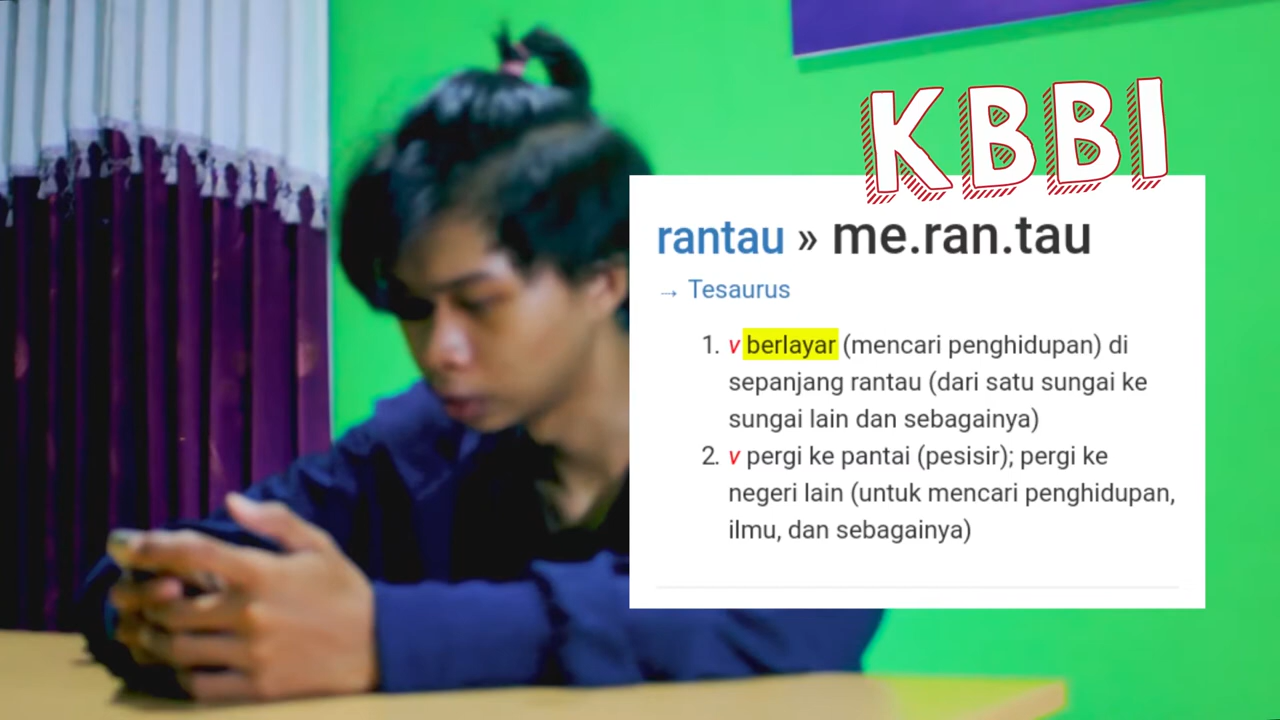 KBBI
rantau » me.ran.tau
→ Tesaurus
1. v berlayar (mencari penghidupan) di
sepanjang rantau (dari satu sungai ke
sungai lain dan sebagainya)
2. v pergi ke pantai (pesisir); pergi ke
negeri lain (untuk mencari penghidupan,
ilmu, dan sebagainya)